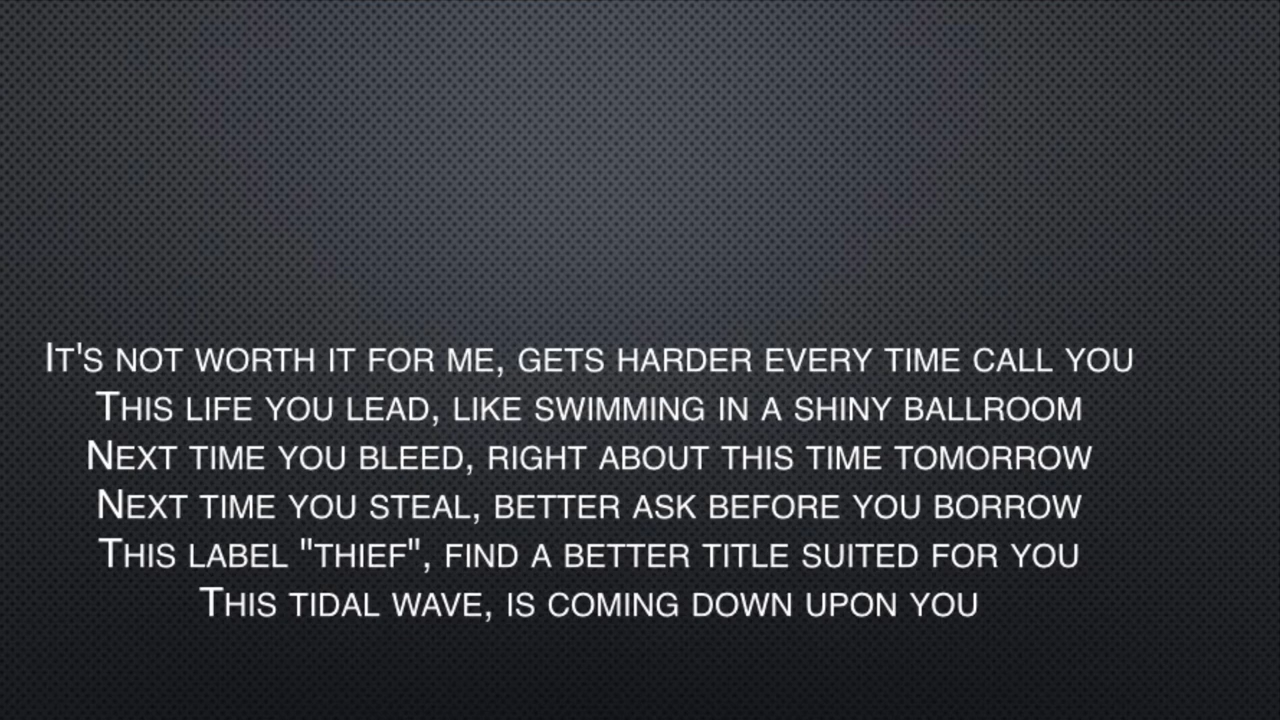 It's not worth it for me, gets harder every time call you
This life you lead, like swimming in a shiny ballroom
Next time you bleed, right about this time tomorrow
Next time you steal, better ask before you borrow
This label "thief", find a better title suited for you
This tidal wave, is coming down upon you